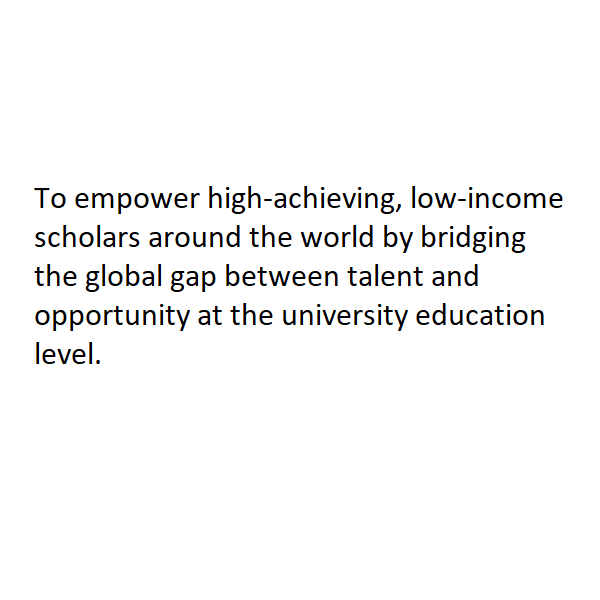 To empower high-achieving, low-income
scholars around the world by bridging
the global gap between talent and
opportunity at the university education
level.